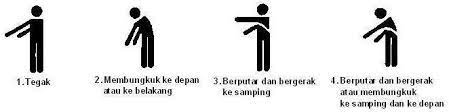 1.Tegak
2.Membungkuk ke depan
atau ke belakang
3.Berputar dan bergerak
ke samping
4.Berputar dan bergerak
atau membungkuk
ke samping dan ke depan